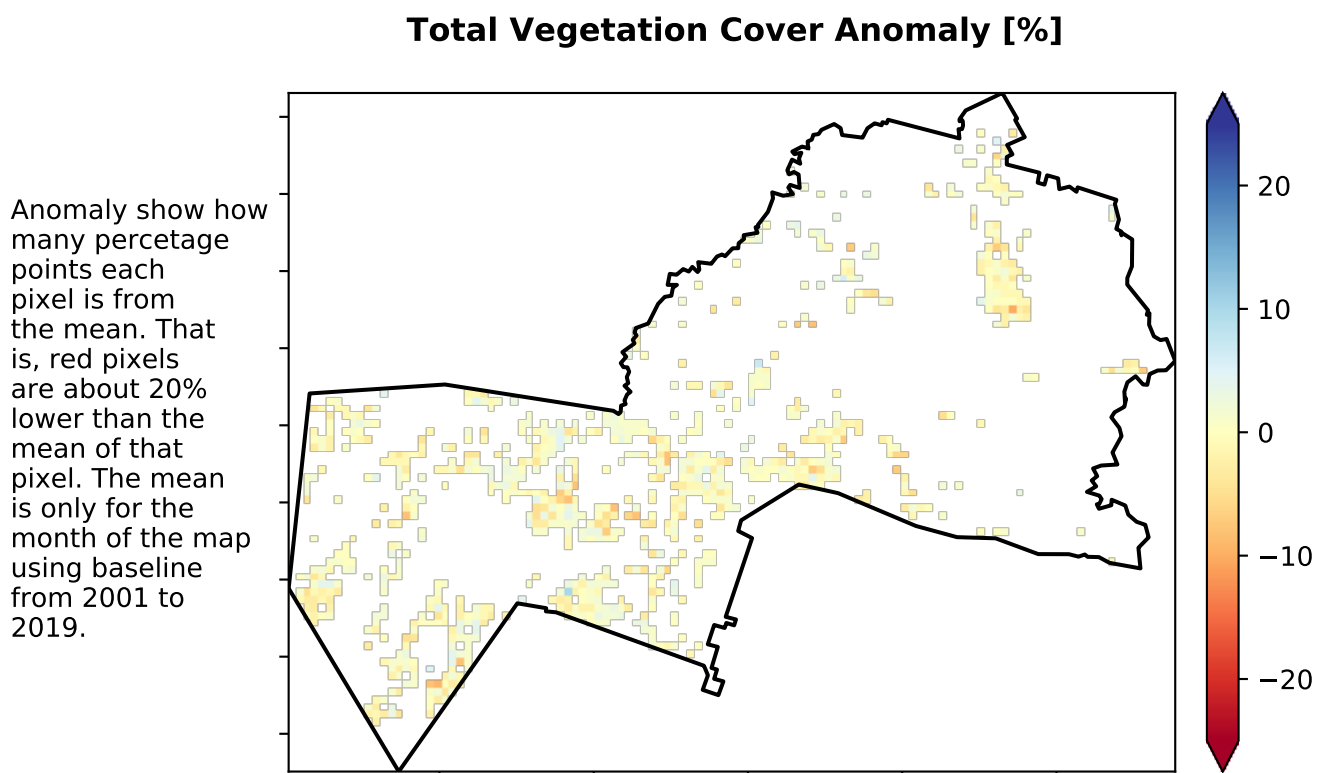 Total Vegetation Cover Anomaly [%]
Anomaly show how
many percetage
points each
pixel is from
the mean. That
is, red pixels
are about 20%
lower than the
mean of that
pixel. The mean
is only for the
month of the map
using baseline
from 2001 to
2019.
20
10
0
−10
−20